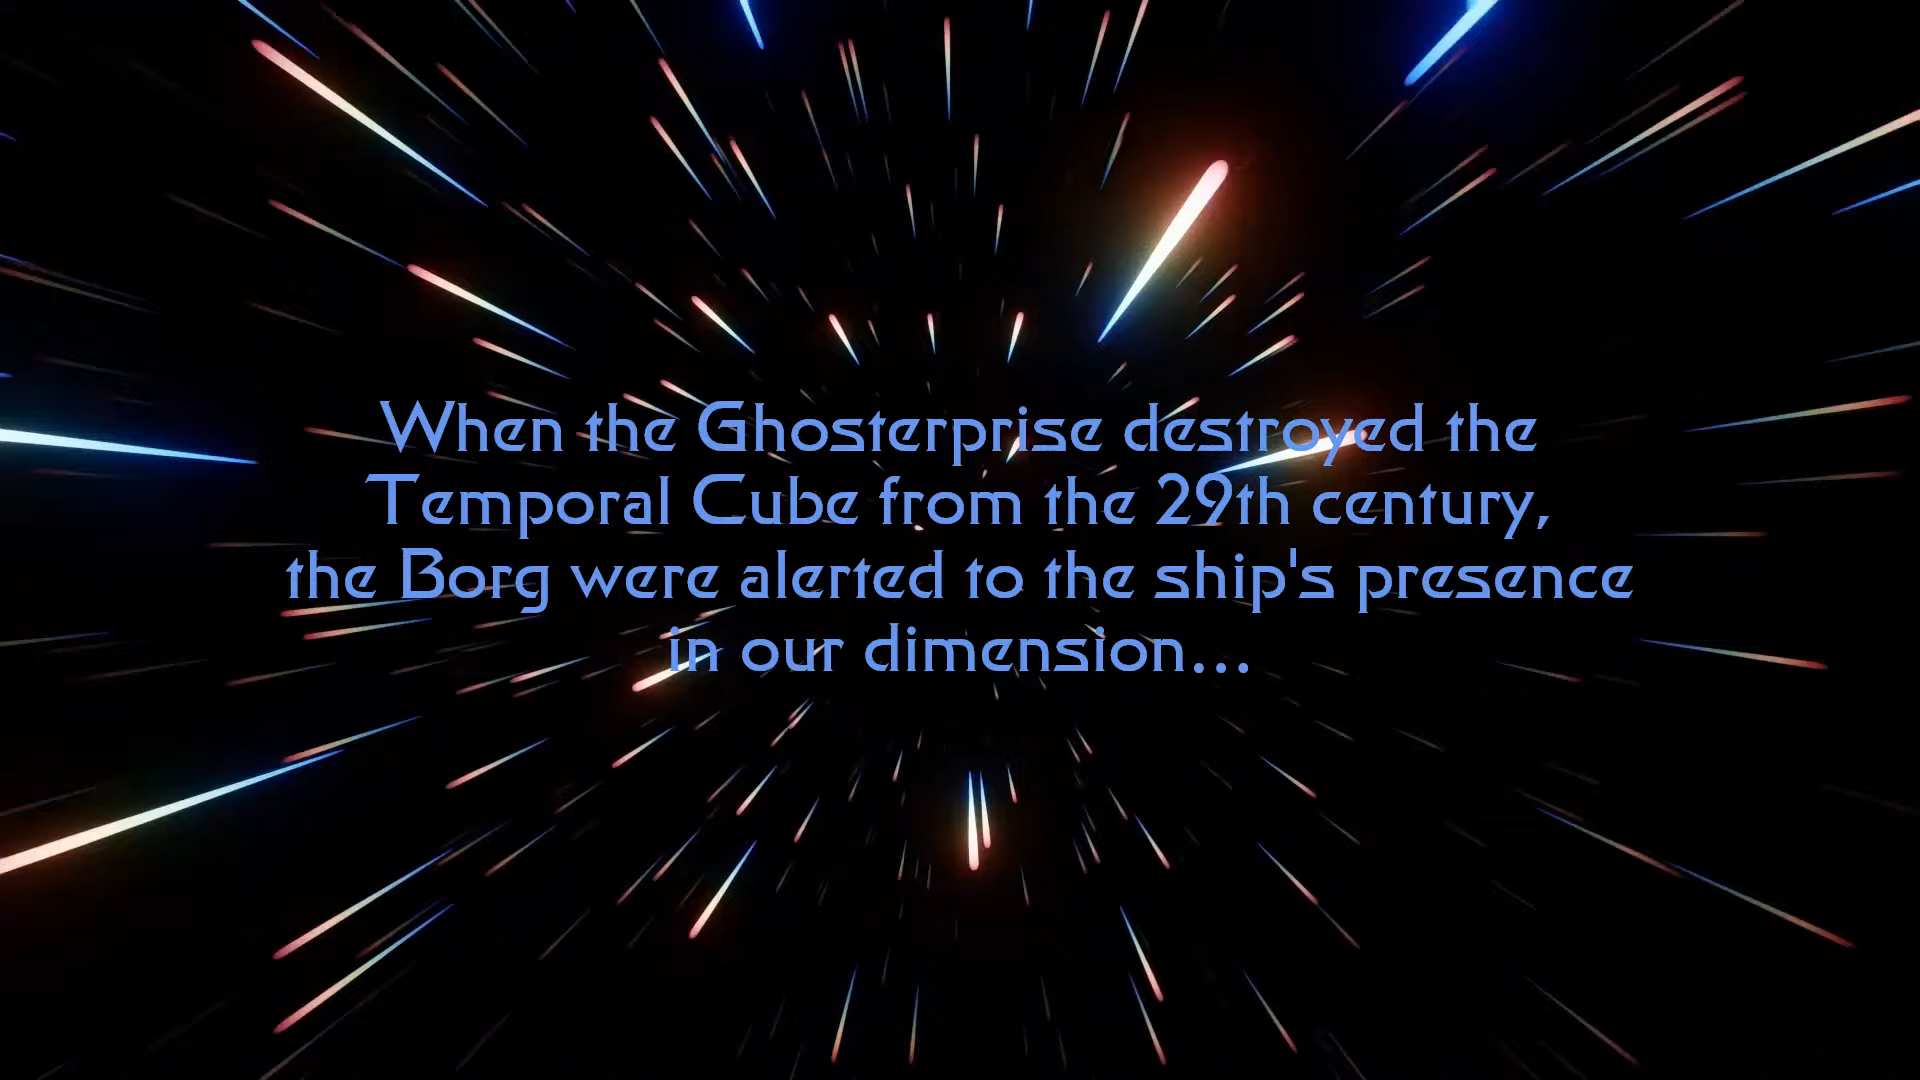 When the Ghosterprise destroyed the
Temporal Cube from the 29th century,
the Borg were alerted to the ship's presence
in our dimension...